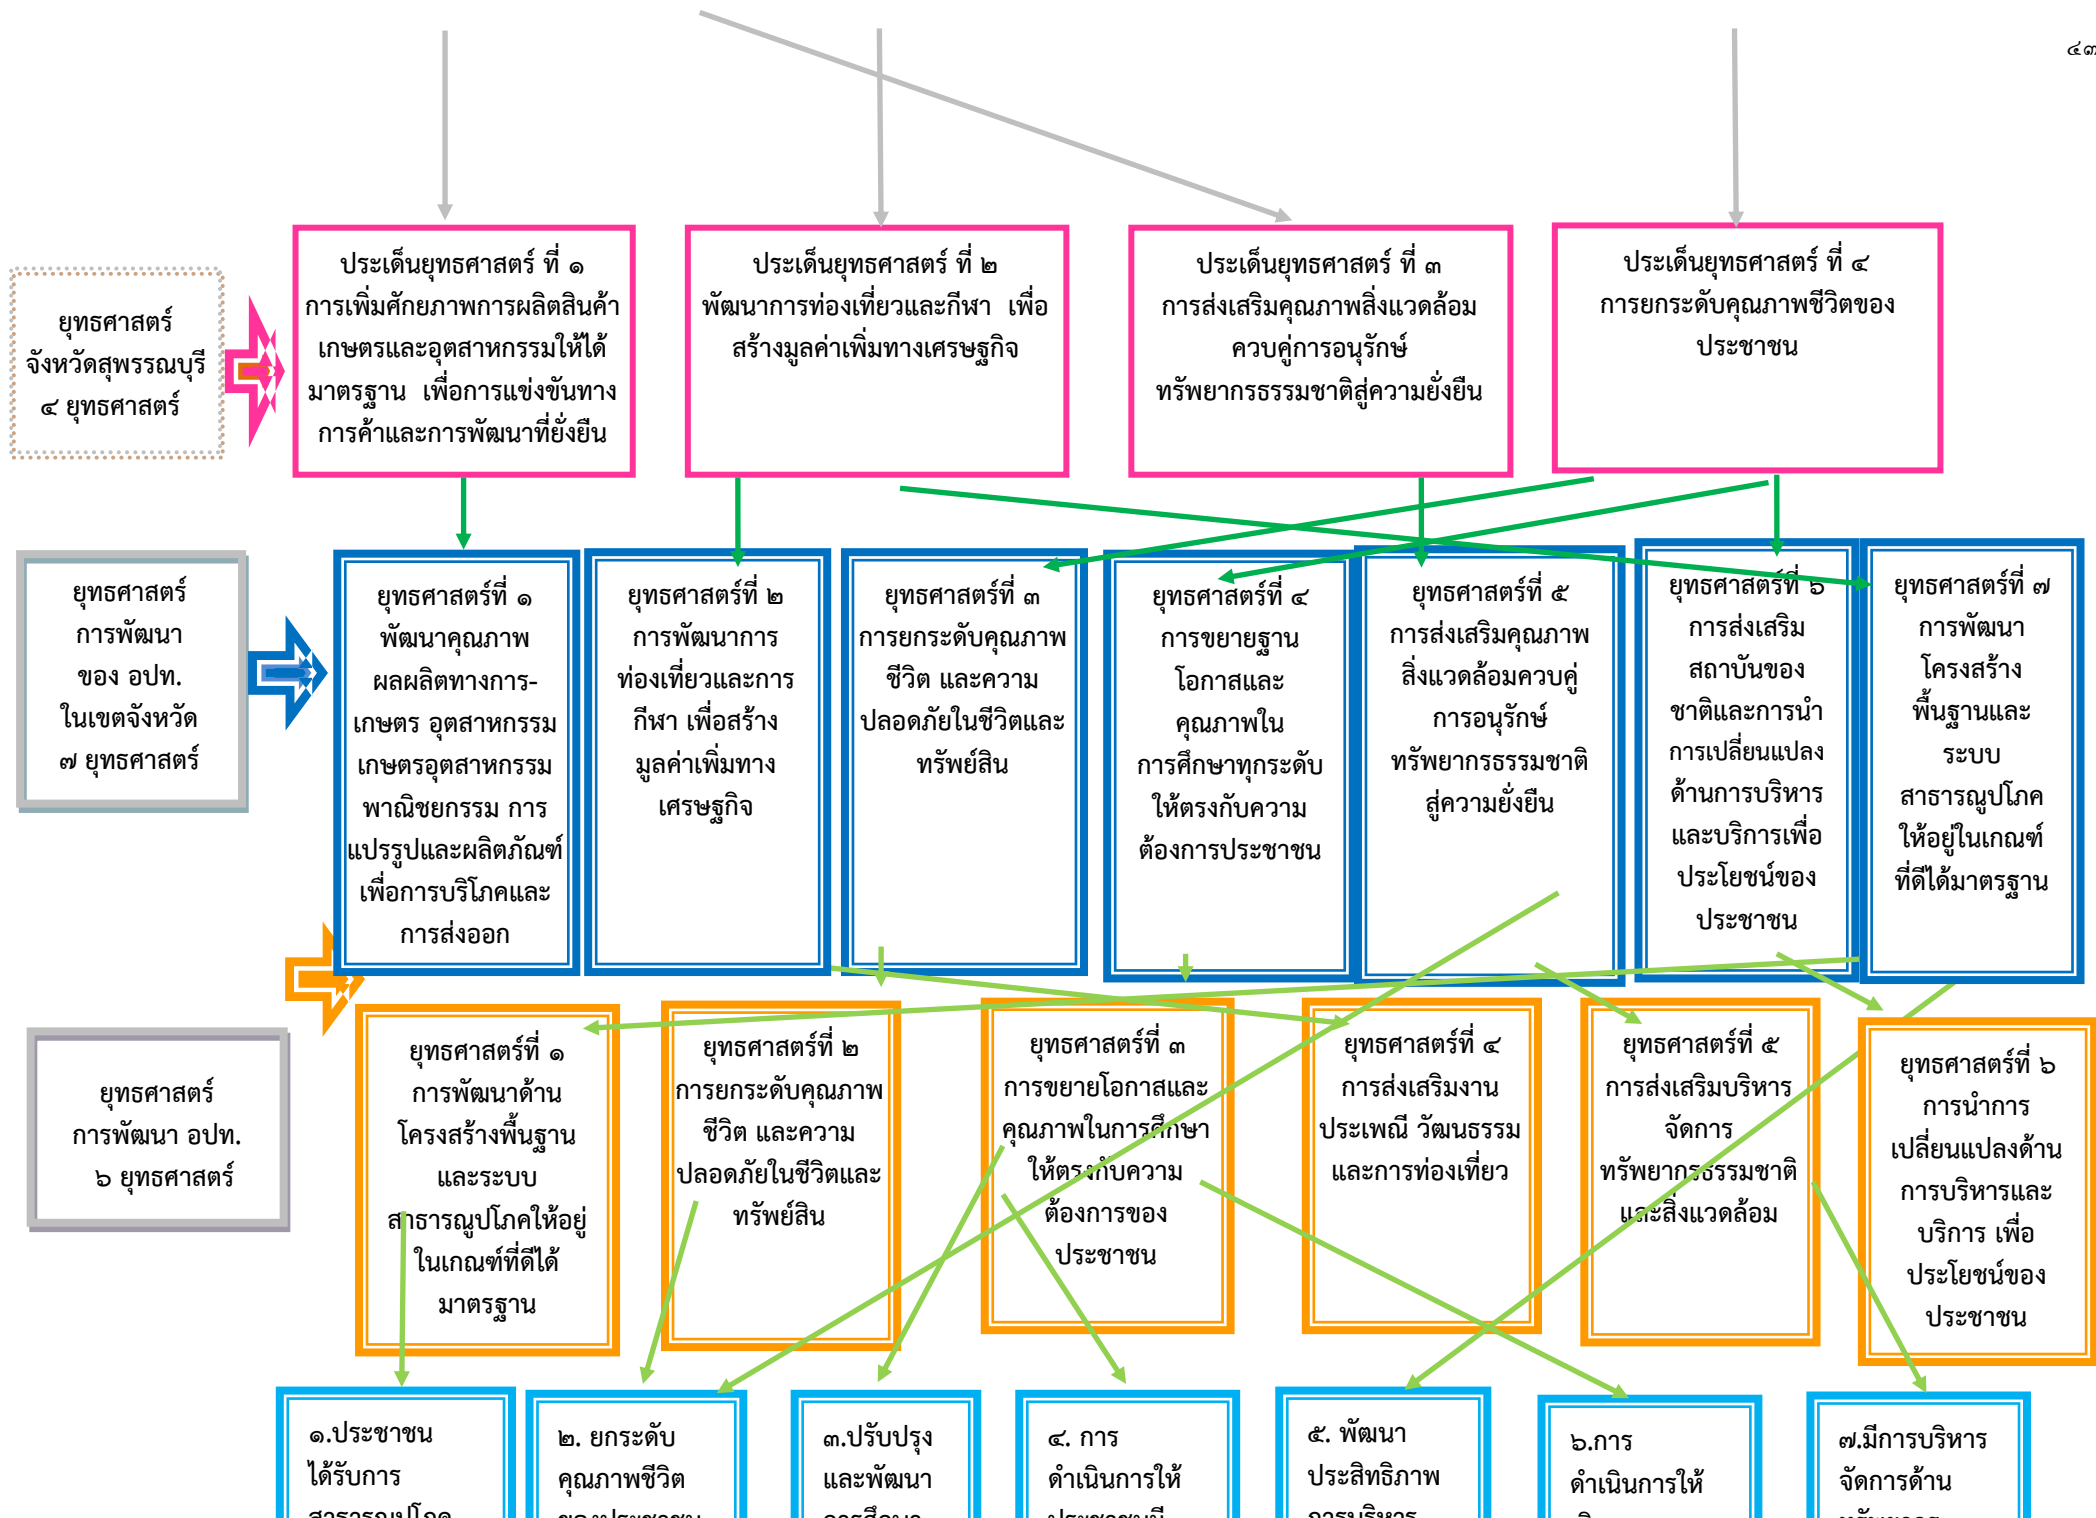 ๔๓
ยุทธศาสตร์
จังหวัดสุพรรณบุรี
๔ ยุทธศาสตร์
ประเด็นยุทธศาสตร์ ที่ ๑
การเพิ่มศักยภาพการผลิตสินค้า
เกษตรและอุตสาหกรรมให้ได้
มาตรฐาน เพื่อการแข่งขันทาง
การค้าและการพัฒนาที่ยั่งยืน
ประเด็นยุทธศาสตร์ ที่ ๒
พัฒนาการท่องเที่ยวและกีฬา เพื่อ
สร้างมูลค่าเพิ่มทางเศรษฐกิจ
ประเด็นยุทธศาสตร์ ที่ ๓
การส่งเสริมคุณภาพสิ่งแวดล้อม
ควบคู่การอนุรักษ์
ทรัพยากรธรรมชาติสู่ความยั่งยืน
ประเด็นยุทธศาสตร์ ที่ ๔
การยกระดับคุณภาพชีวิตของ
ประชาชน
ยุทธศาสตร์
การพัฒนา
ของ อปท.
ในเขตจังหวัด
๗ ยุทธศาสตร์
ยุทธศาสตร์ที่ ๑
พัฒนาคุณภาพ
ผลผลิตทางการ-
เกษตร อุตสาหกรรม
เกษตรอุตสาหกรรม
พาณิชยกรรม การ
แปรรูปและผลิตภัณฑ์
เพื่อการบริโภคและ
การส่งออก
ยุทธศาสตร์ที่ ๒
การพัฒนาการ
ท่องเที่ยวและการ
กีฬา เพื่อสร้าง
มูลค่าเพิ่มทาง
เศรษฐกิจ
ยุทธศาสตร์ที่ ๓
การยกระดับคุณภาพ
ชีวิต และความ
ปลอดภัยในชีวิตและ
ทรัพย์สิน
ยุทธศาสตร์ที่ ๔
การขยายฐาน
โอกาสและ
คุณภาพใน
การศึกษาทุกระดับ
ให้ตรงกับความ
ต้องการประชาชน
ยุทธศาสตร์ที่ ๕
การส่งเสริมคุณภาพ
สิ่งแวดล้อมควบคู่
การอนุรักษ์
ทรัพยากรธรรมชาติ
สู่ความยั่งยืน
ยุทธศาสตร์ที่ ๖
การส่งเสริม
สถาบันของ
ชาติและการนำ
การเปลี่ยนแปลง
ด้านการบริหาร
และบริการเพื่อ
ประโยชน์ของ
ประชาชน
ยุทธศาสตร์ที่ ๗
การพัฒนา
โครงสร้าง
พื้นฐานและ
ระบบ
สาธารณูปโภค
ให้อยู่ในเกณฑ์
ที่ดีได้มาตรฐาน
ยุทธศาสตร์
การพัฒนา อปท.
๖ ยุทธศาสตร์
ยุทธศาสตร์ที่ ๑
การพัฒนาด้าน
โครงสร้างพื้นฐาน
และระบบ
สาธารณูปโภคให้อยู่
ในเกณฑ์ที่ดีได้
มาตรฐาน
ยุทธศาสตร์ที่ ๒
การยกระดับคุณภาพ
ชีวิต และความ
ปลอดภัยในชีวิตและ
ทรัพย์สิน
ยุทธศาสตร์ที่ ๓
การขยายโอกาสและ
คุณภาพในการศึกษา
ให้ตรงกับความ
ต้องการของ
ประชาชน
ยุทธศาสตร์ที่ ๔
การส่งเสริมงาน
ประเพณี วัฒนธรรม
และการท่องเที่ยว
ยุทธศาสตร์ที่ ๕
การส่งเสริมบริหาร
จัดการ
ทรัพยากรธรรมชาติ
และสิ่งแวดล้อม
ยุทธศาสตร์ที่ ๖
การนำการ
เปลี่ยนแปลงด้าน
การบริหารและ
บริการ เพื่อ
ประโยชน์ของ
ประชาชน
๑.ประชาชน
ได้รับการ
สาธารณูปโภค
๒. ยกระดับ
คุณภาพชีวิต
ของประชาชน
๓.ปรับปรุง
และพัฒนา
การศึกษา
๔. การ
ดำเนินการให้
ประชาชนมี
๕. พัฒนา
ประสิทธิภาพ
การบริหาร
๖.การ
ดำเนินการให้
๗.มีการบริหาร
จัดการด้าน
ทรัพยากร